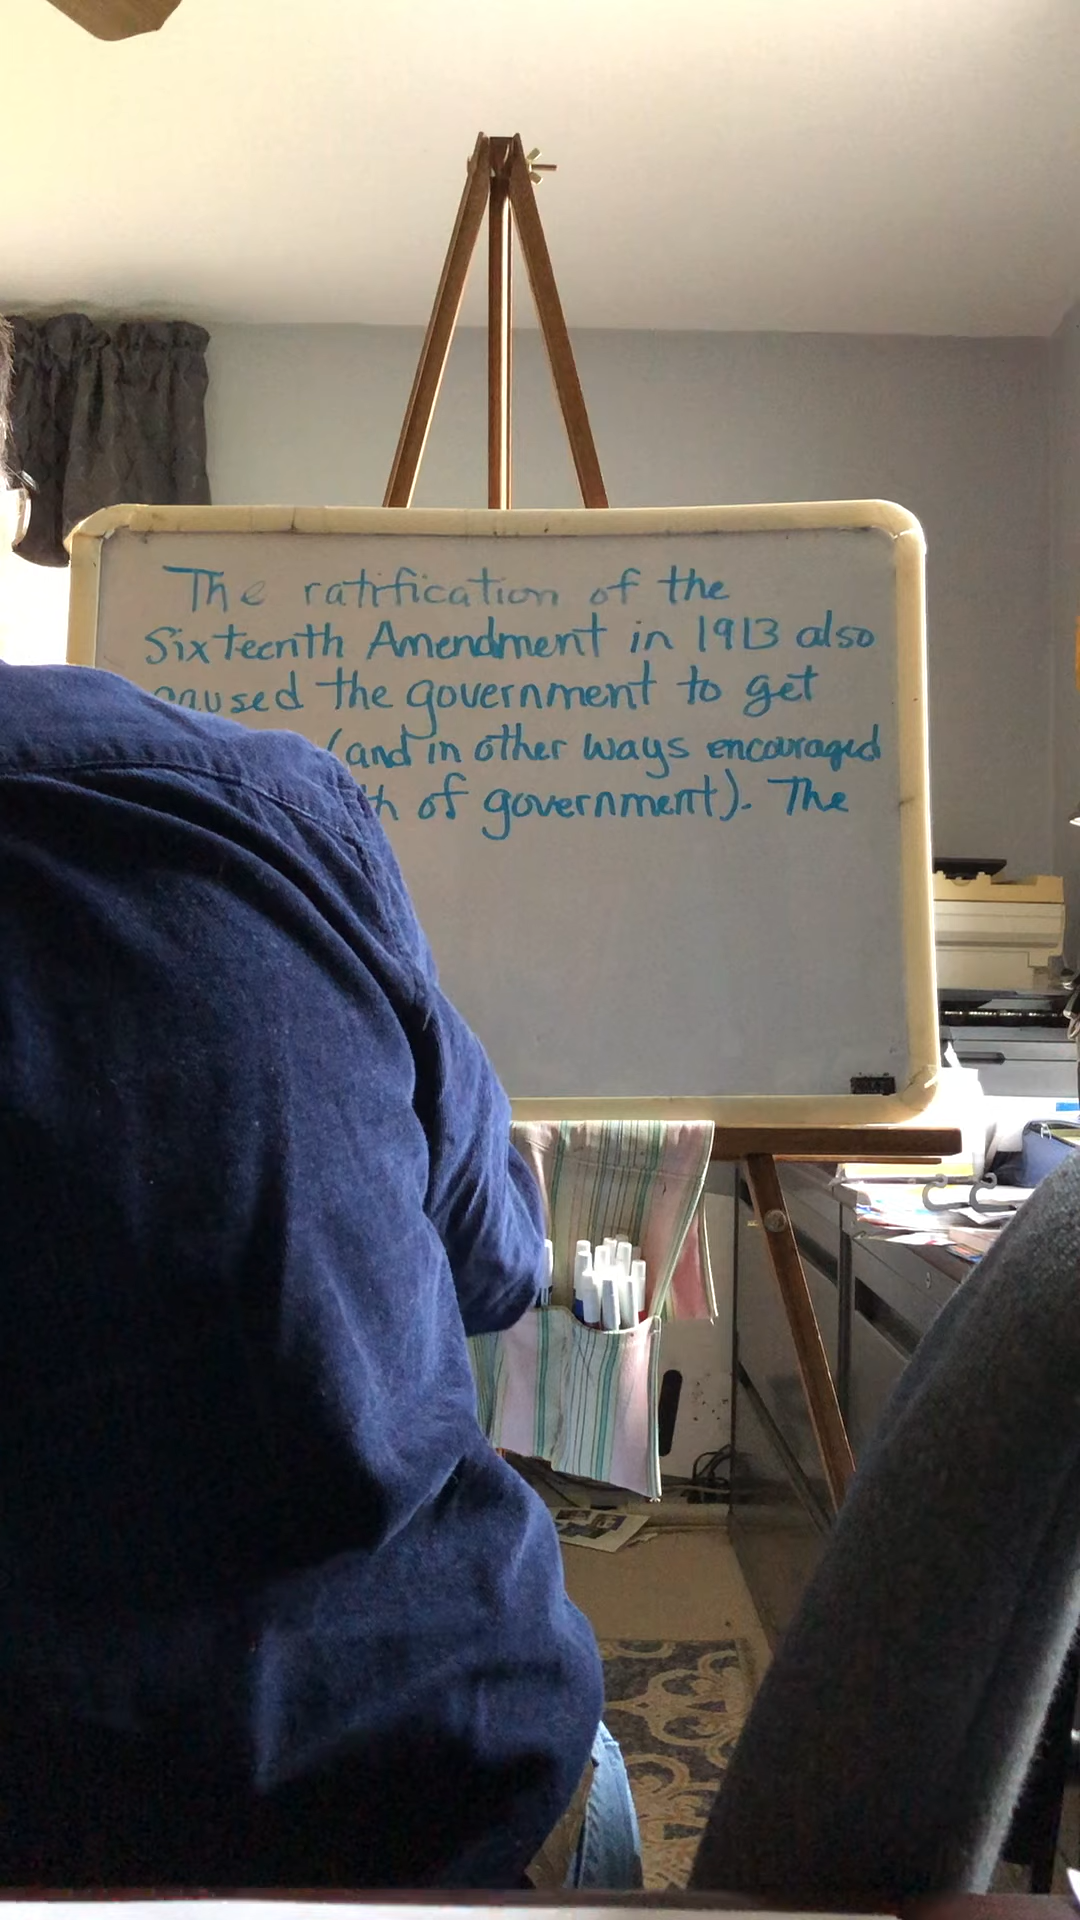 The ratification of the
Sixteenth Amendment in 1913 also
caused the government to get
(and in other ways encouraged
of government). The